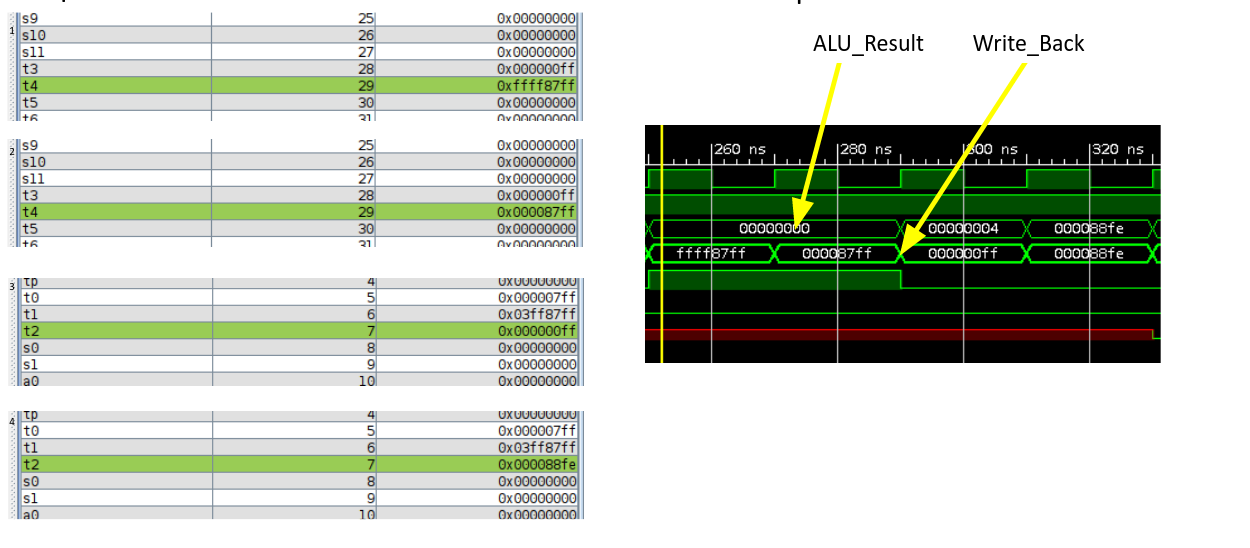 1
s9 25 0x00000000
s10 26 0x00000000
s11 27 0x00000000
t3 28 0x000000ff
t4 29 0xffff87ff
t5 30 0x00000000
t6 31
2
s9 25 0x00000000
s10 26 0x00000000
s11 27 0x00000000
t3 28 0x000000ff
t4 29 0x000087ff
t5 30 0x00000000
t6 31 0x00000000
3
tp 4 0x00000000
t0 5 0x000007ff
t1 6 0x03ff87ff
t2 7 0x000000ff
s0 8 0x00000000
s1 9 0x00000000
a0 10 0x00000000
4
tp 4 0x00000000
t0 5 0x000007ff
t1 6 0x03ff87ff
t2 7 0x000088fe
s0 8 0x00000000
s1 9 0x00000000
a0 10 0x00000000
ALU_Result Write_Back
260 ns 280 ns 300 ns 320 ns
00000000 00000004 000088fe
ffff87ff 000087ff 000000ff 000088fe